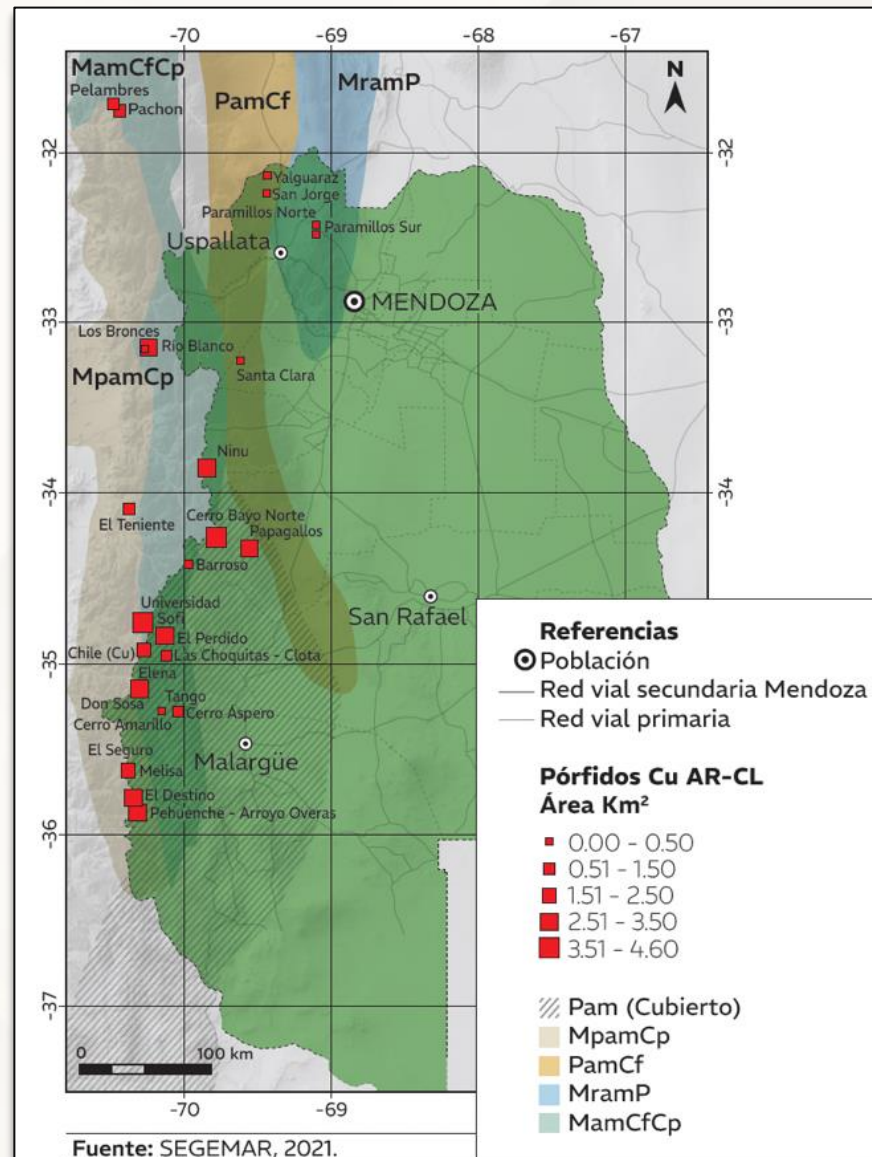 -70 -69 -68 -67
MamCfCp
Pelambres
Pachon
PamCf
MramP
N
-32 -32
Yalguaraz
San Jorge
Paramillos Norte
Paramillos Sur
Uspallata
MENDOZA
-33 -33
Los Bronces
Río Blanco
MpamCp
Santa Clara
Ninu
-34 -34
El Teniente
Cerro Bayo Norte
Papagallos
Barroso
San Rafael
Universidad
Sofi
El Perdido
Chile (Cu)
Las Choquitas - Clota
-35
Elena
Don Sosa
Tango
Cerro Aspero
Cerro Amarillo
Malargüe
El Seguro
Melisa
El Destino
Pehuenche - Arroyo Overas
-36
-37
0 100 km
-70 -69
Fuente: SEGEMAR, 2021.
Referencias
Población
Red vial secundaria Mendoza
Red vial primaria
Pórfidos Cu AR-CL
Área Km²
0.00 - 0.50
0.51 - 1.50
1.51 - 2.50
2.51 - 3.50
3.51 - 4.60
Pam (Cubierto)
MpamCp
PamCf
MramP
MamCfCp